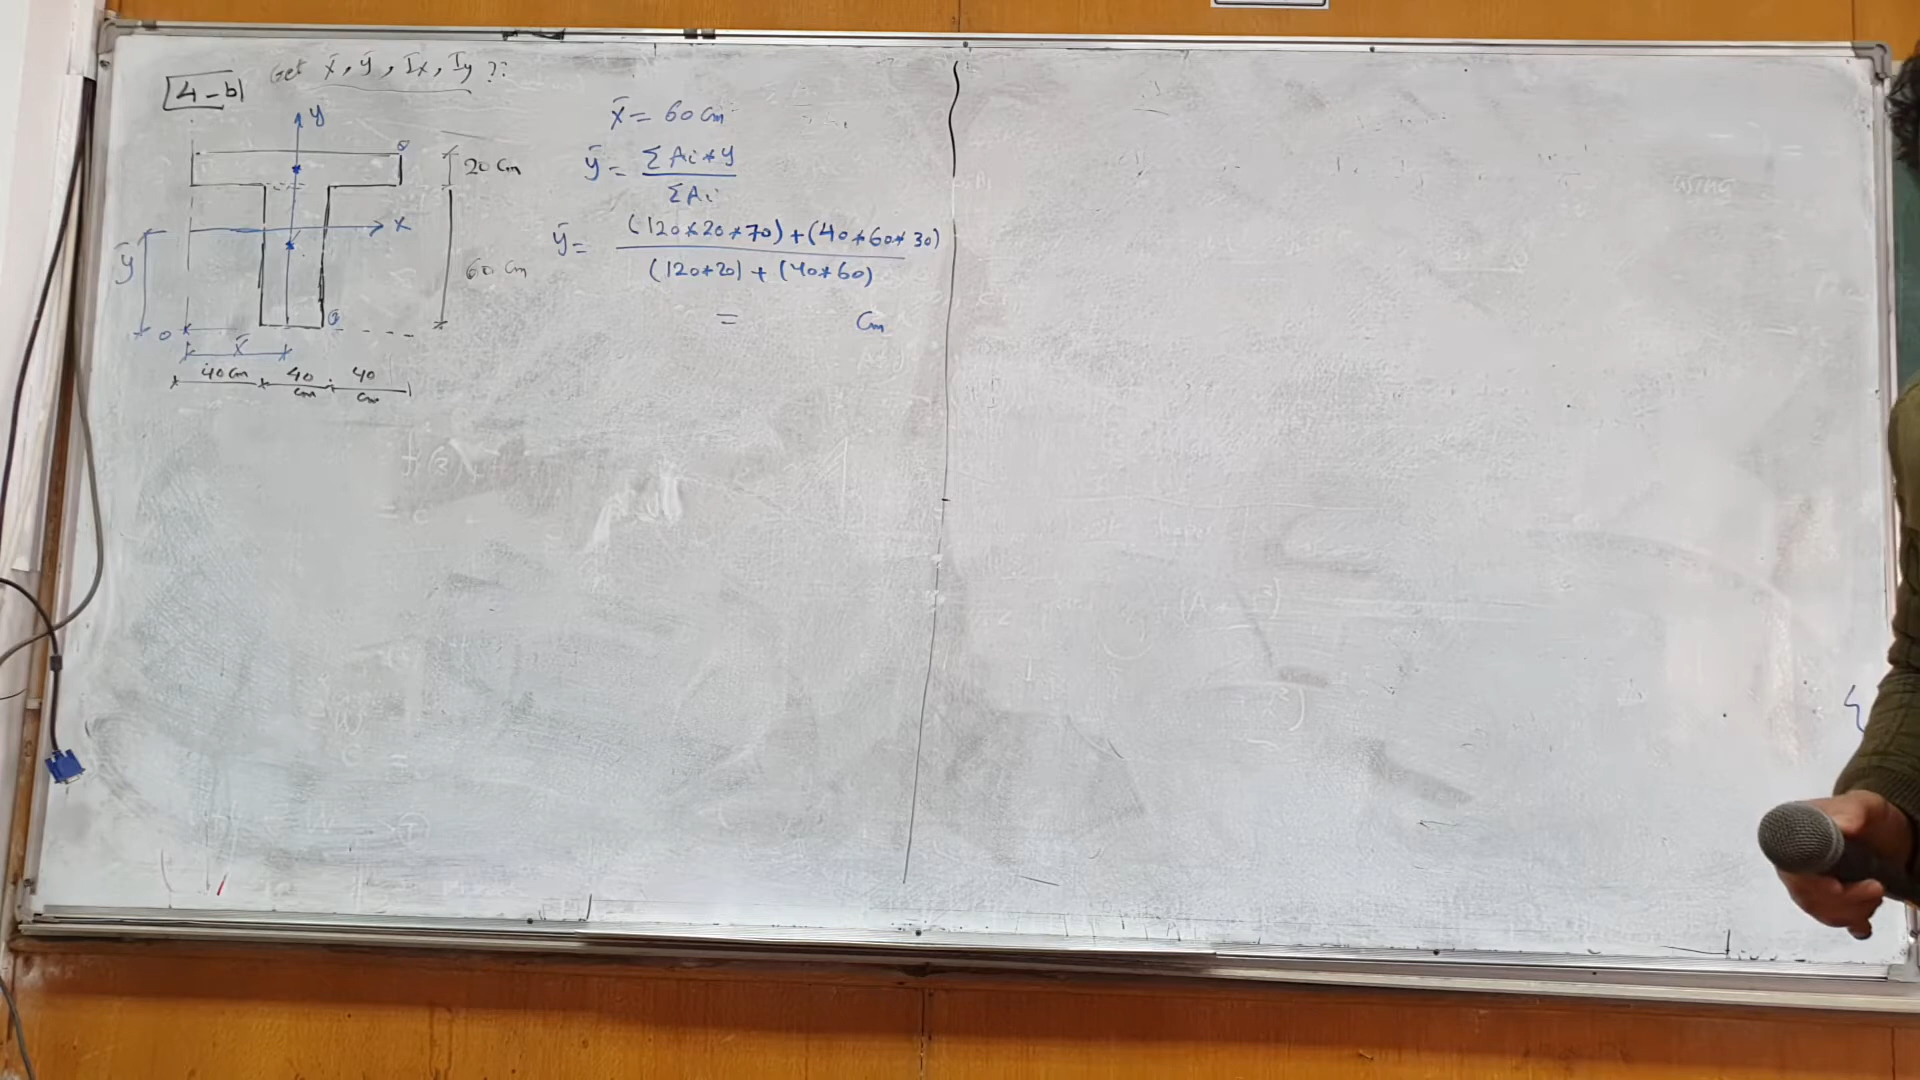 4-b
Get x̄, ȳ, Ix, Iy ??
y
20 cm
x
ȳ
60 cm
0
x̄
40 cm 40 cm 40 cm
x̄ = 60 cm
ȳ = ΣAi*y / ΣAi
ȳ = (120*20*70)+(40*60*30) / (120*20)+(40*60)
= cm